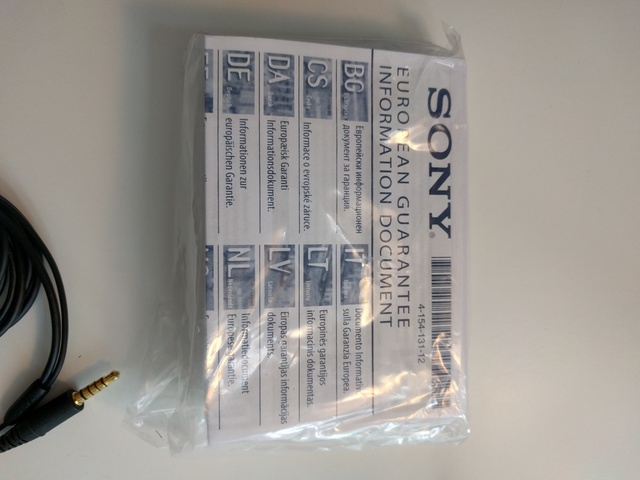 SONY
4-154-131-12
EUROPEAN GUARANTEE
INFORMATION DOCUMENT
BG
Европейски информационен
документ за гаранция.
CS
Informace o evropské záruce.
DA
Europæisk Garanti
Informationsdokument.
DE
Informationen zur
europäischen Garantie.
IT
Documento Informativo
sulla Garanzia Europea.
LT
Europinės garantijos
informacinis dokumentas.
LV
Eiropas garantijas informācijas
dokuments.
NL
Informatiedocument
Europese garantie.